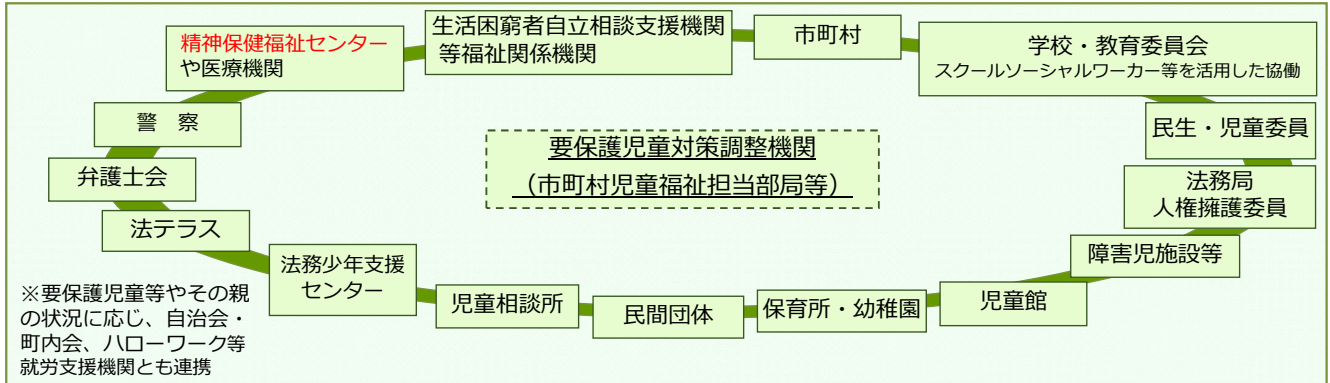 精神保健福祉センター
や医療機関
生活困窮者自立相談支援機関
等福祉関係機関
市町村
学校・教育委員会
スクールソーシャルワーカー等を活用した協働
警　察
民生・児童委員
要保護児童対策調整機関
（市町村児童福祉担当部局等）
弁護士会
法務局
人権擁護委員
法テラス
障害児施設等
法務少年支援
センター
児童相談所
民間団体
保育所・幼稚園
児童館
※要保護児童等やその親
の状況に応じ、自治会・
町内会、ハローワーク等
就労支援機関とも連携